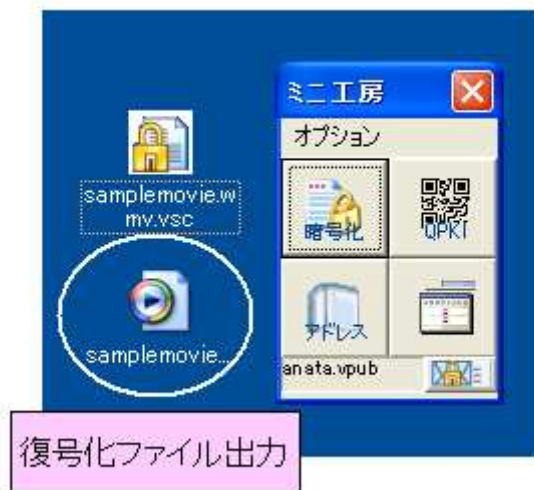 ミニ工房
オプション
samplemovie.w
mv.vsc
暗号化
QPKI
samplemovie...
アドレス
anata.vpub
復号化ファイル出力